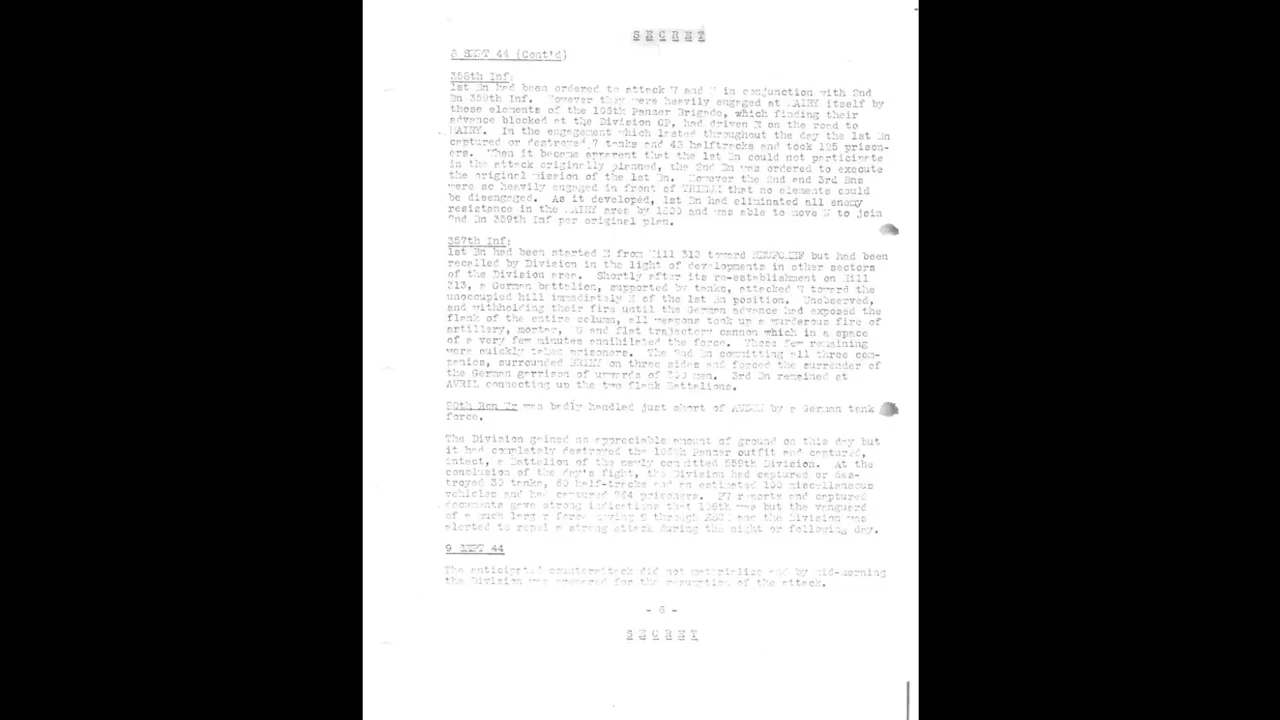 S E C R E T
8 SEPT 44 (Cont'd)
358th Inf:
1st Bn had been ordered to attack W and in conjunction with 2nd
Bn 359th Inf. However they were heavily engaged at MAIRY itself by
those elements of the 106th Panzer Brigade, which finding their
advance blocked at the Division CP, had driven E on the road to
MAIRY. In the engagement which lasted throughout the day the 1st Bn
captured or destroyed 7 tanks and 48 halftracks and took 125 prison-
ers. When it became apparent that the 1st Bn could not participate
in the attack originally planned, the 2nd Bn was ordered to execute
the original mission of the 1st Bn. However the 2nd and 3rd Bns
were so heavily engaged in front of that no elements could
be disengaged. As it developed, 1st Bn had eliminated all enemy
resistance in the MAIRY area by and was able to move N to join
2nd Bn 359th Inf per original plan.
357th Inf:
1st Bn had been started N from Hill 313 toward but had been
recalled by Division in the light of developments in other sectors
of the Division area. Shortly after its re-establishment on Hill
313, a German battalion, supported by tanks, attacked W toward the
unoccupied hill immediately N of the 1st Bn position. Unobserved,
and withholding their fire until the German advance had exposed the
flank of the entire column, all weapons took up a murderous fire of
artillery, mortar, MG and flat trajectory cannon which in a space
of a very few minutes annihilated the force. Those few remaining
were quickly taken prisoners. The 2nd Bn committing all three com-
panies, surrounded BRIEY on three sides and forced the surrender of
the German garrison of upwards of men. 3rd Bn remained at
AVRIL connecting up the two flank Battalions.
90th Rcn Tr was badly handled just short of AUDUN by a German tank
force.
The Division gained no appreciable amount of ground on this day but
it had completely destroyed the 106th Panzer outfit and captured,
intact, a Battalion of the newly committed 559th Division. At the
conclusion of the day's fight, the Division had captured or des-
troyed 30 tanks, 60 half-tracks and an estimated 100 miscellaneous
vehicles and had captured 764 prisoners. PW reports and captured
documents gave strong indications that 106th was but the vanguard
of a much larger force moving S through and the Division was
alerted to repel a strong attack during the night or following day.
9 SEPT 44
The anticipated counterattack did not materialize and by mid-morning
the Division was prepared for the resumption of the attack.
- 6 -
S E C R E T